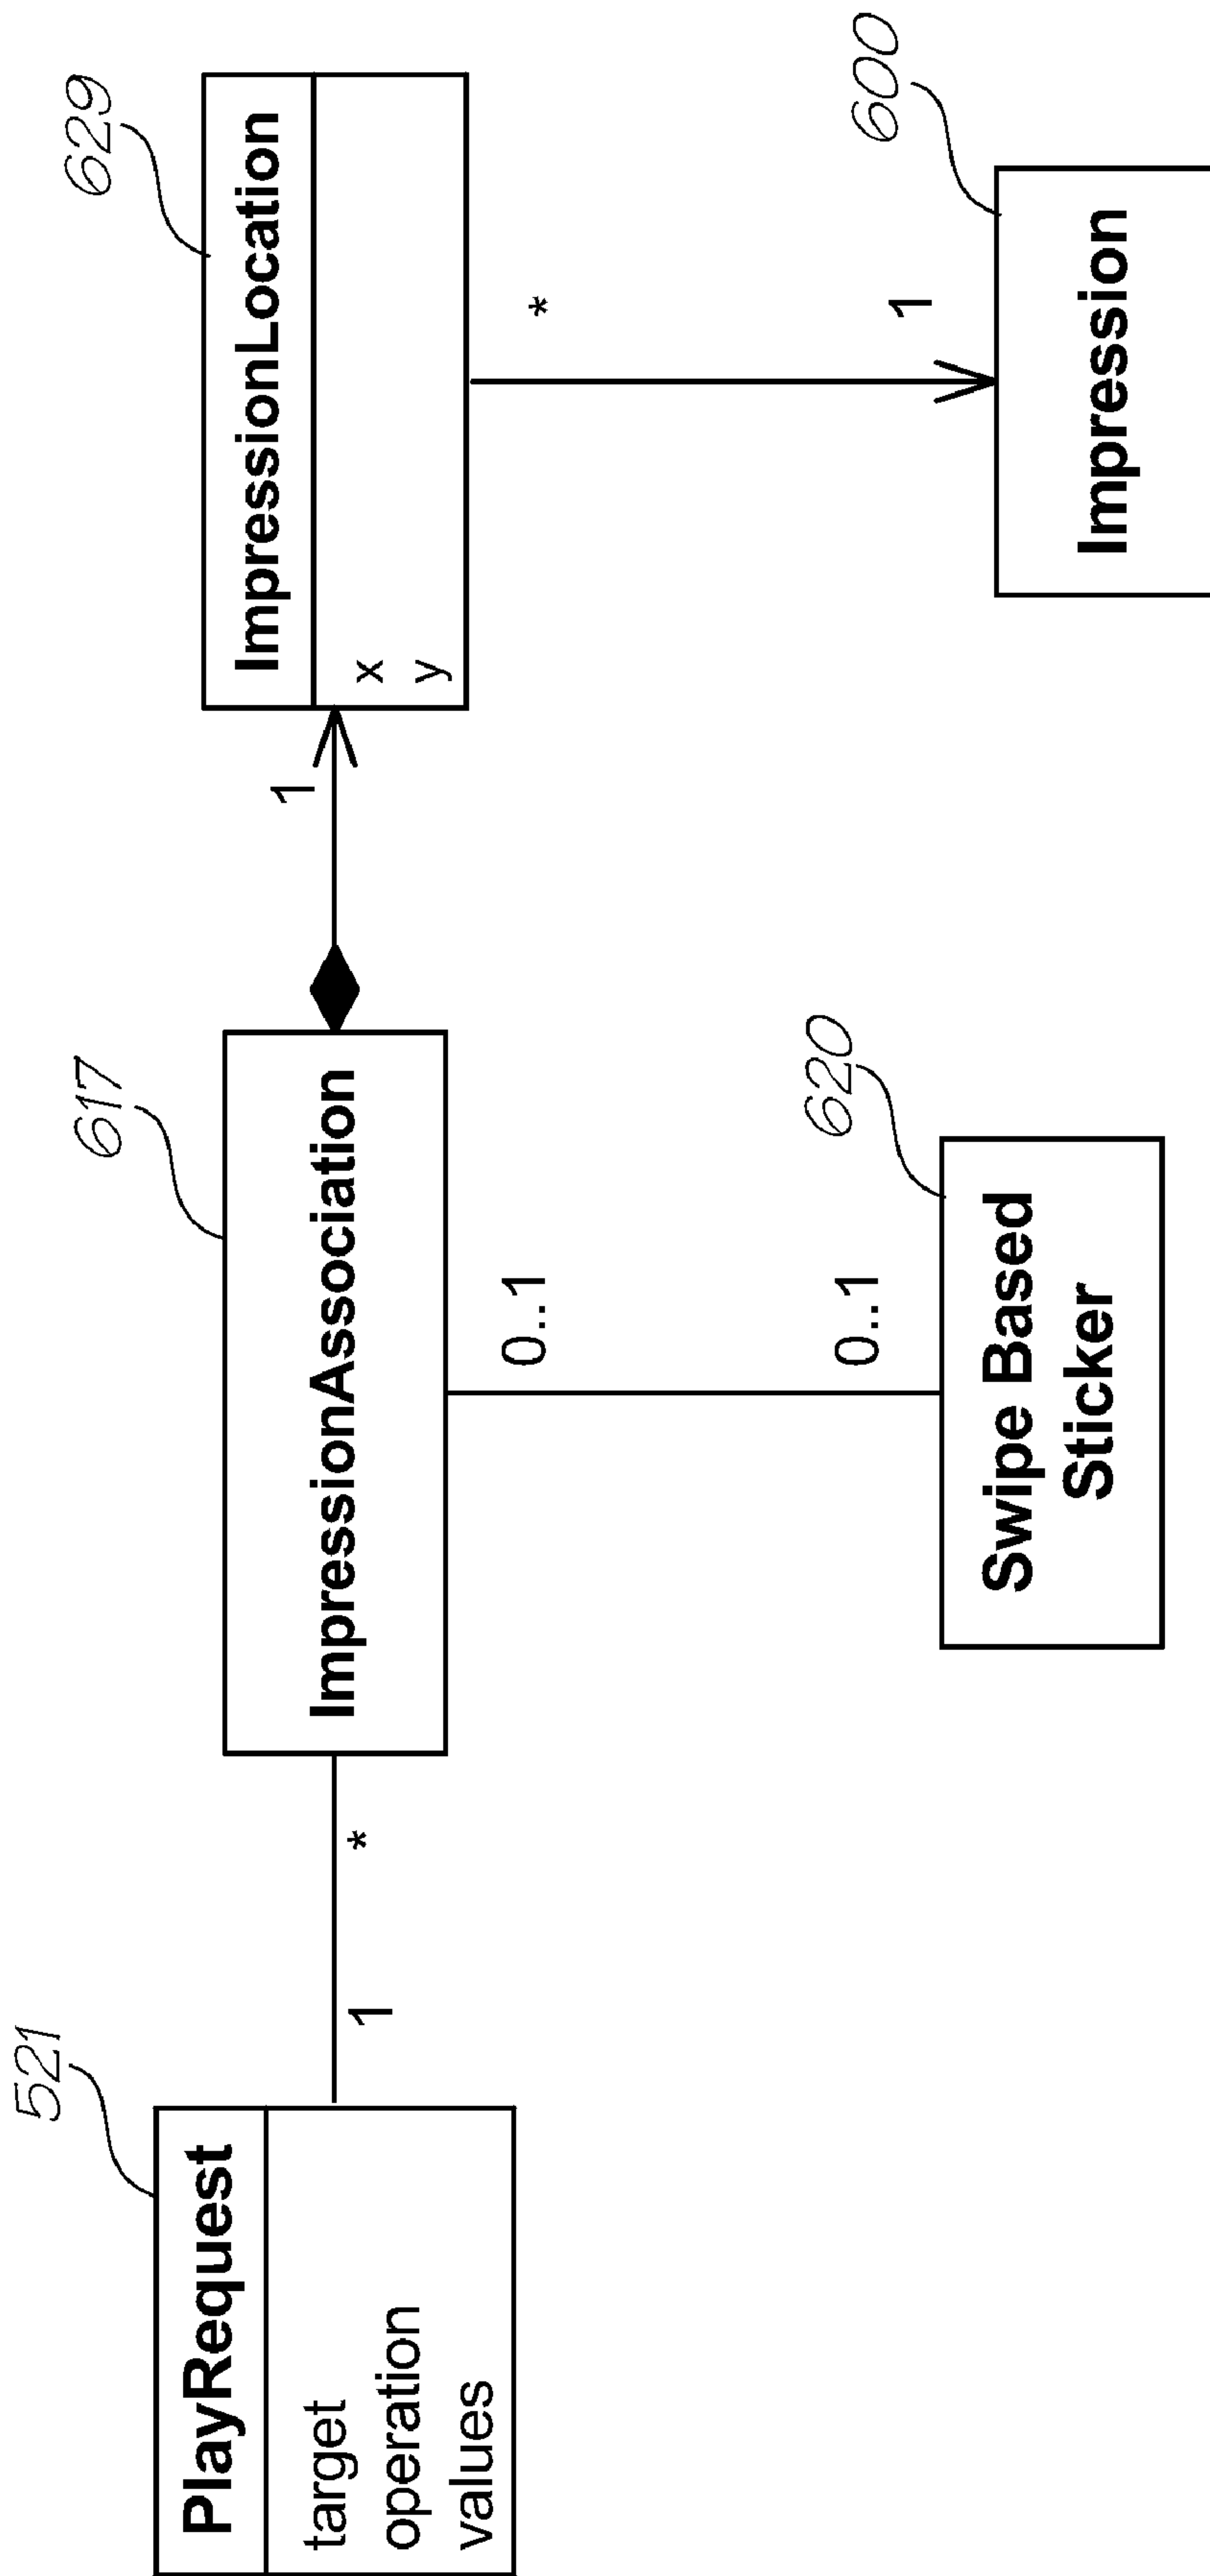 521
PlayRequest
target
operation
values
1
*
617
ImpressionAssociation
1
629
ImpressionLocation
x
y
0..1
0..1
*
1
620
Swipe Based
Sticker
600
Impression